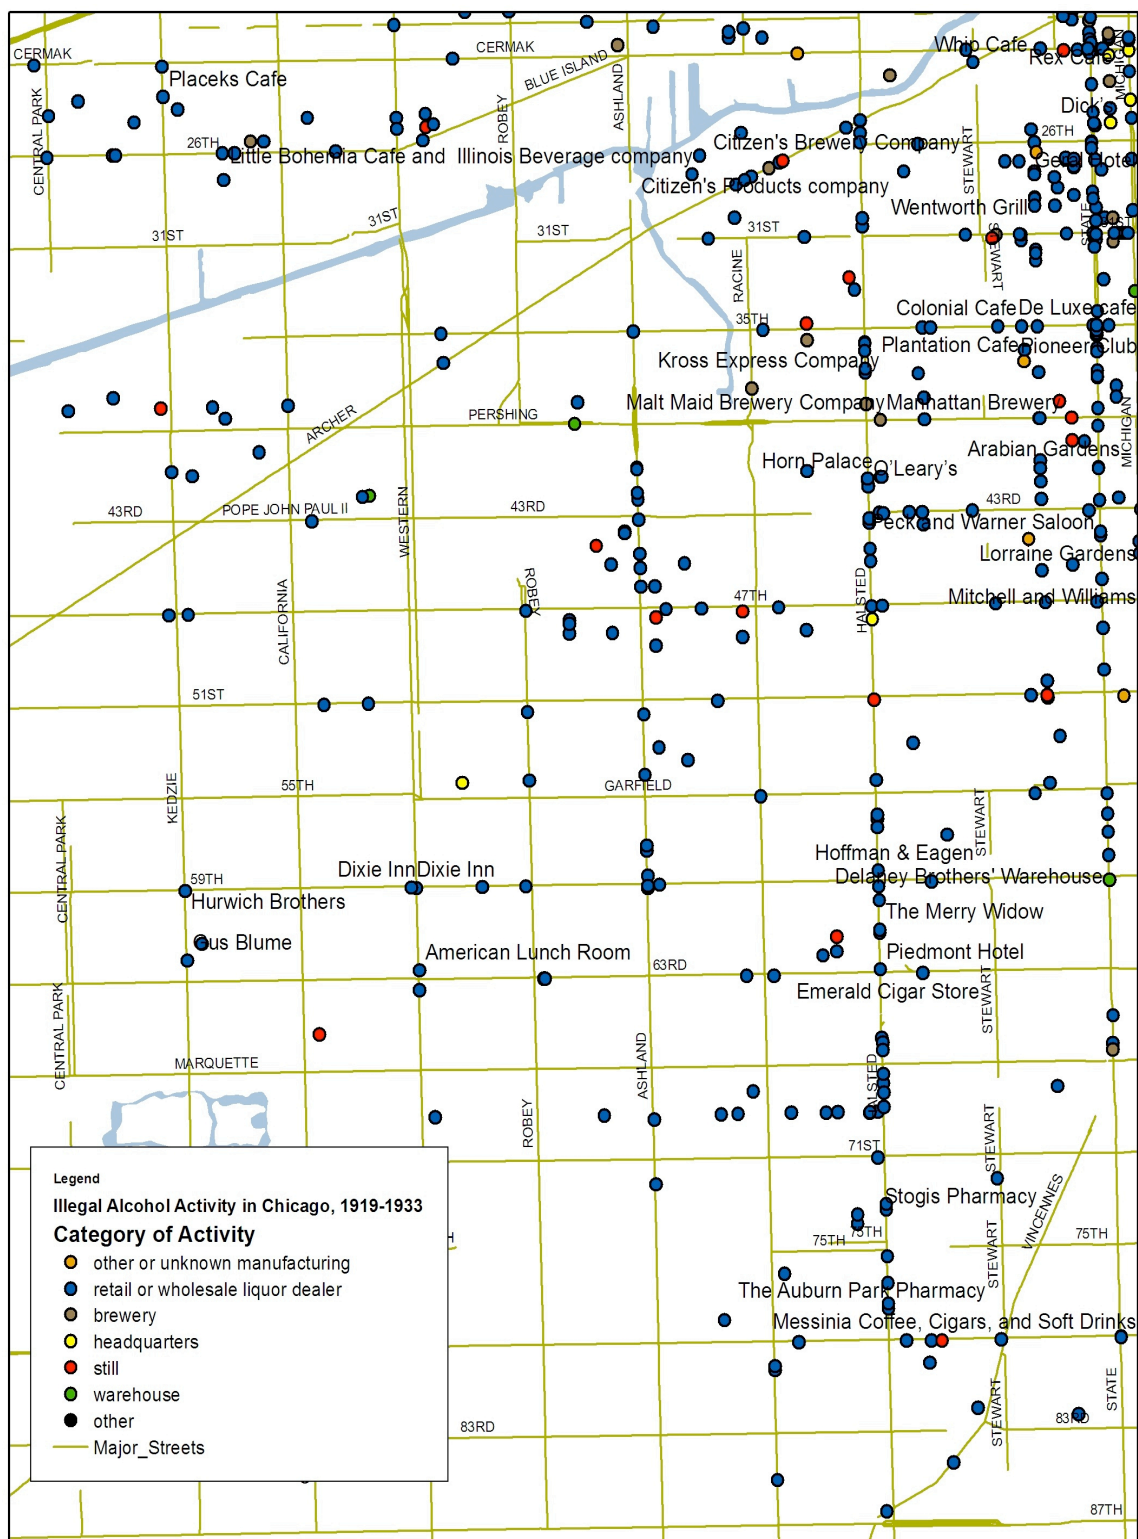 CERMAK
CERMAK
BLUE ISLAND
Whip Cafe
Rex Cafe
MICHIGAN
Placeks Cafe
CENTRAL PARK
ROBEY
ASHLAND
Dick's
26TH
26TH
Citizen's Brewery Company
STEWART
Little Bohemia Cafe and Illinois Beverage company
Citizen's Products company
Wentworth Grill
31ST
31ST
31ST
31ST
STATE
STEWART
RACINE
Colonial Cafe
De Luxe cafe
35TH
Plantation Cafe
Pioneer Club
Kross Express Company
Malt Maid Brewery Company
Manhattan Brewery
ARCHER
PERSHING
MICHIGAN
Arabian Gardens
Horn Palace
O'Leary's
43RD
POPE JOHN PAUL II
43RD
43RD
WESTERN
Peck and Warner Saloon
Lorraine Gardens
ROBEY
CALIFORNIA
47TH
HALSTED
Mitchell and Williams
51ST
KEDZIE
55TH
GARFIELD
STEWART
CENTRAL PARK
Hoffman & Eagen
Dixie Inn
Dixie Inn
59TH
Delaney Brothers' Warehouse
Hurwich Brothers
The Merry Widow
Gus Blume
American Lunch Room
63RD
Piedmont Hotel
Emerald Cigar Store
CENTRAL PARK
STEWART
MARQUETTE
ASHLAND
ROBEY
71ST
STEWART
Stogis Pharmacy
VINCENNES
75TH
75TH
75TH
STEWART
The Auburn Park Pharmacy
Messinia Coffee, Cigars, and Soft Drinks
STATE
STEWART
83RD
83RD
87TH
Legend
Illegal Alcohol Activity in Chicago, 1919-1933
Category of Activity
other or unknown manufacturing
retail or wholesale liquor dealer
brewery
headquarters
still
warehouse
other
Major_Streets